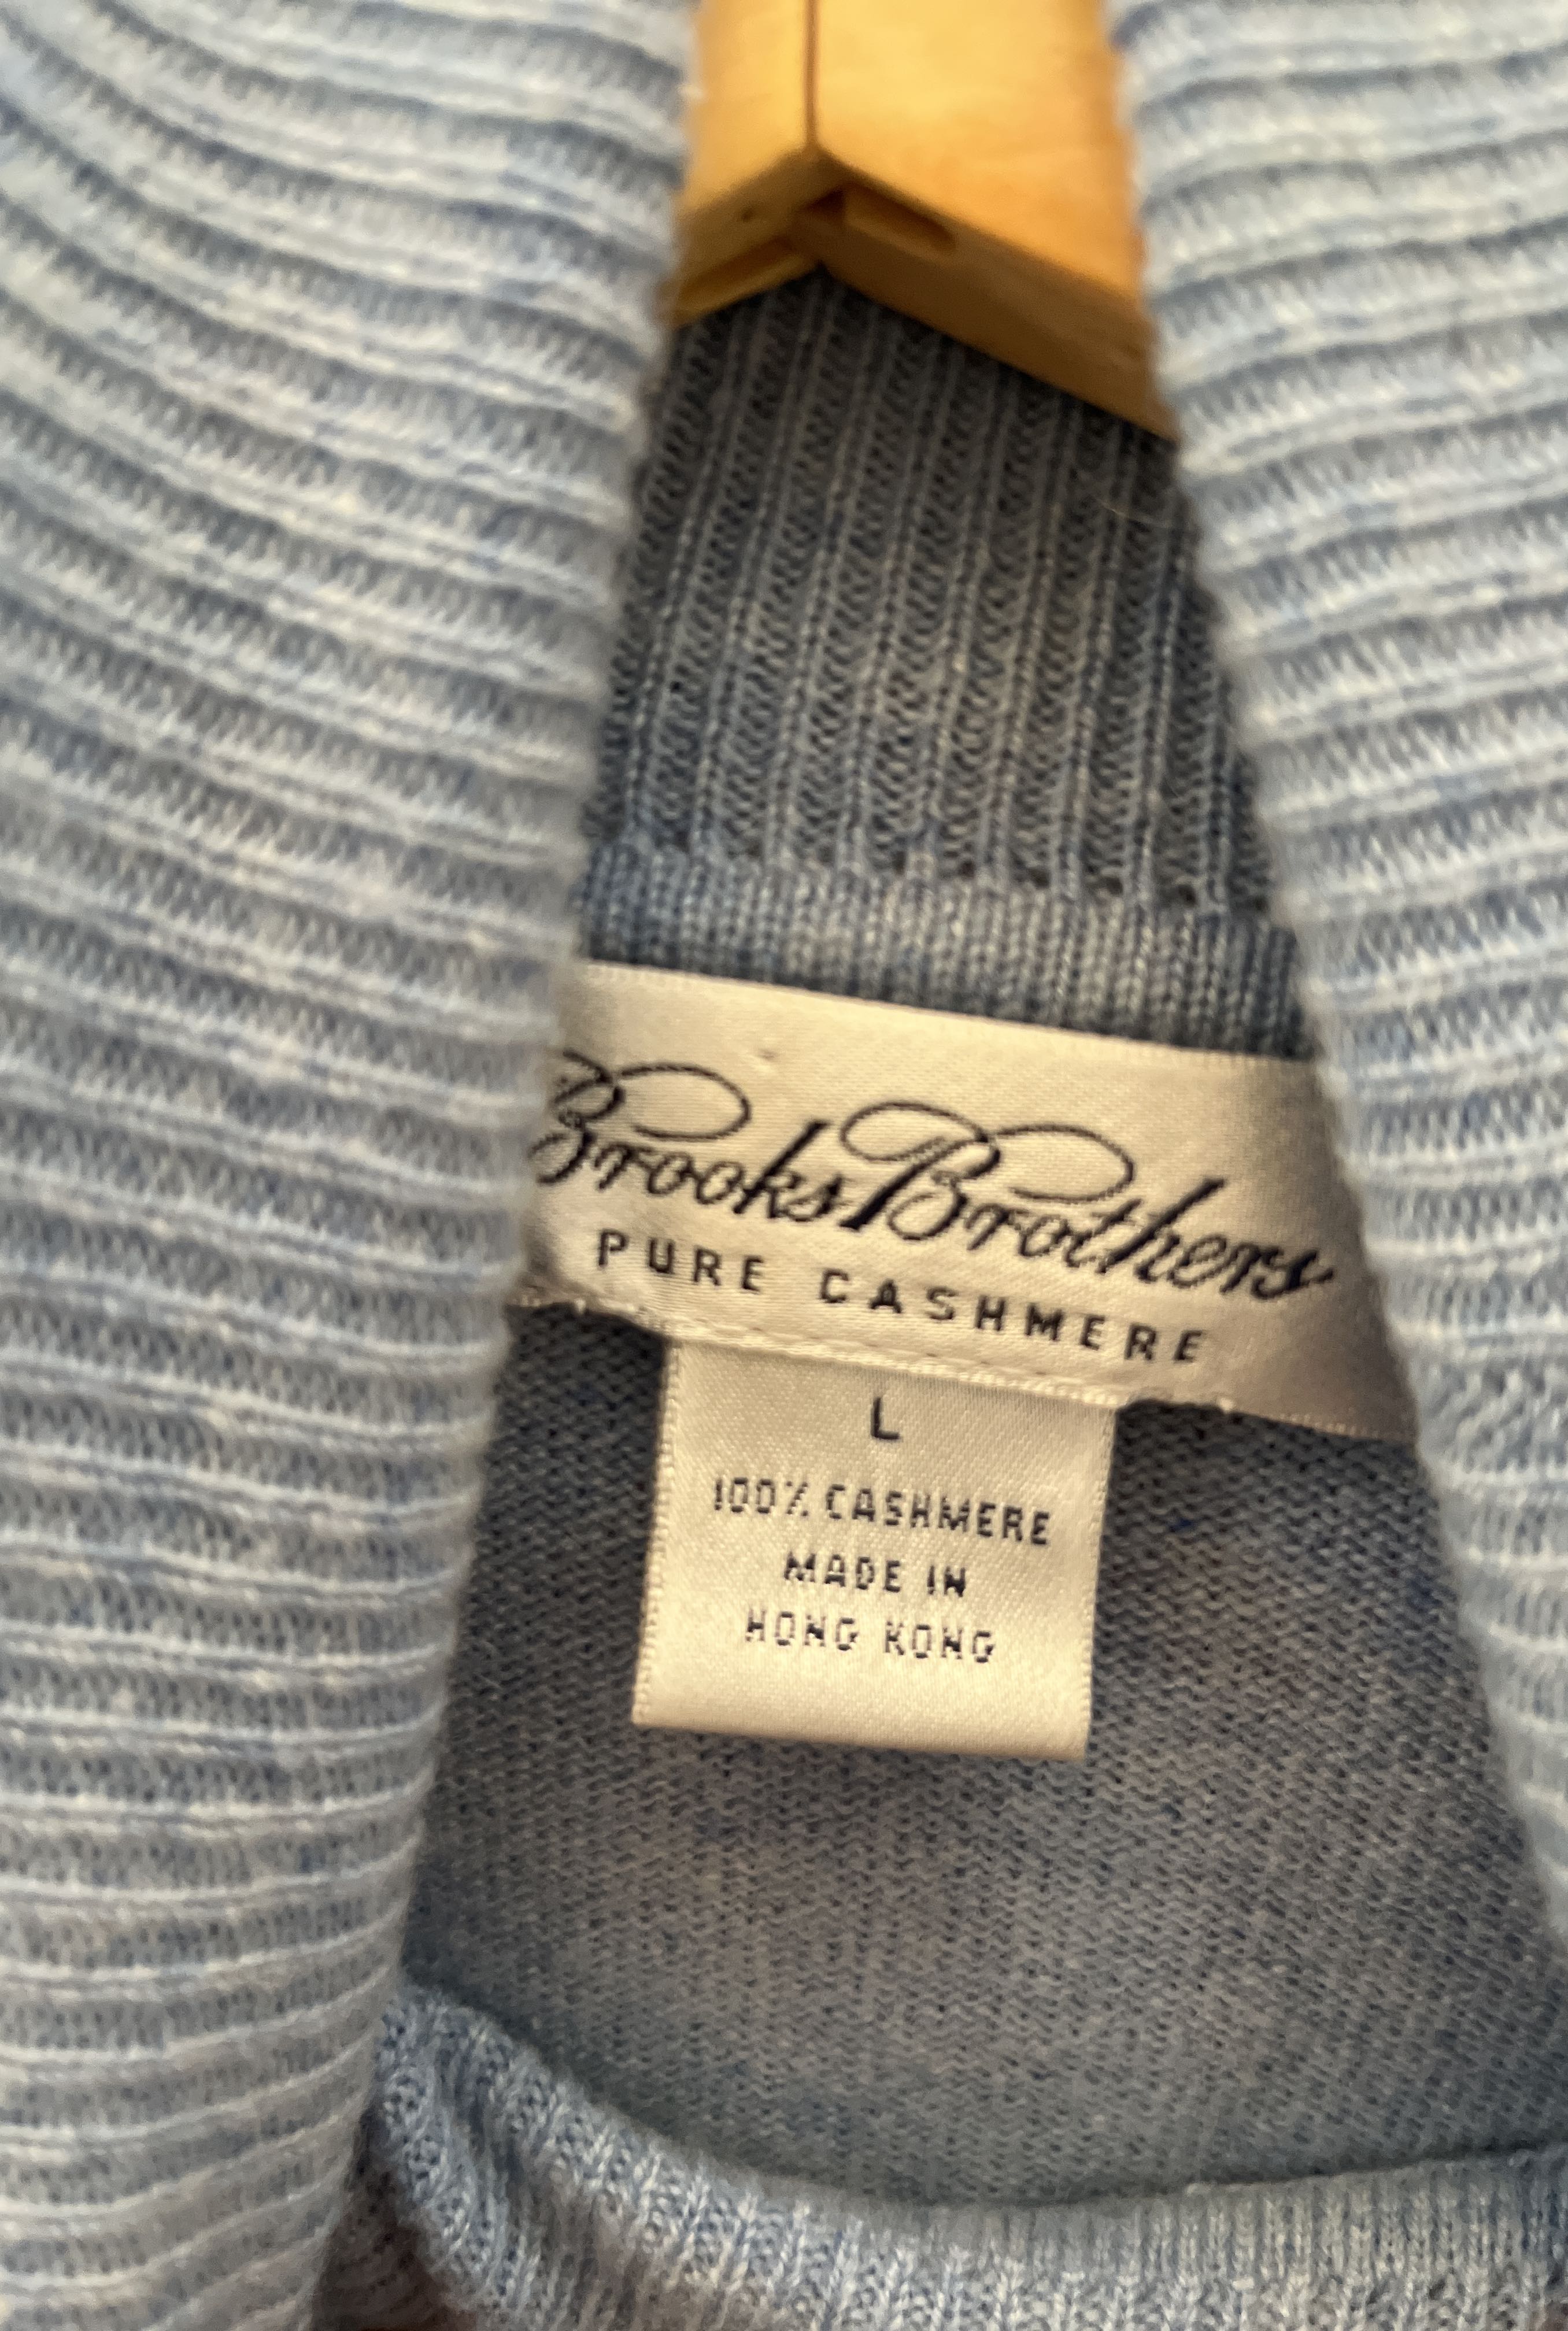 Brooks Brothers
PURE CASHMERE
L
100% CASHMERE
MADE IN
HONG KONG